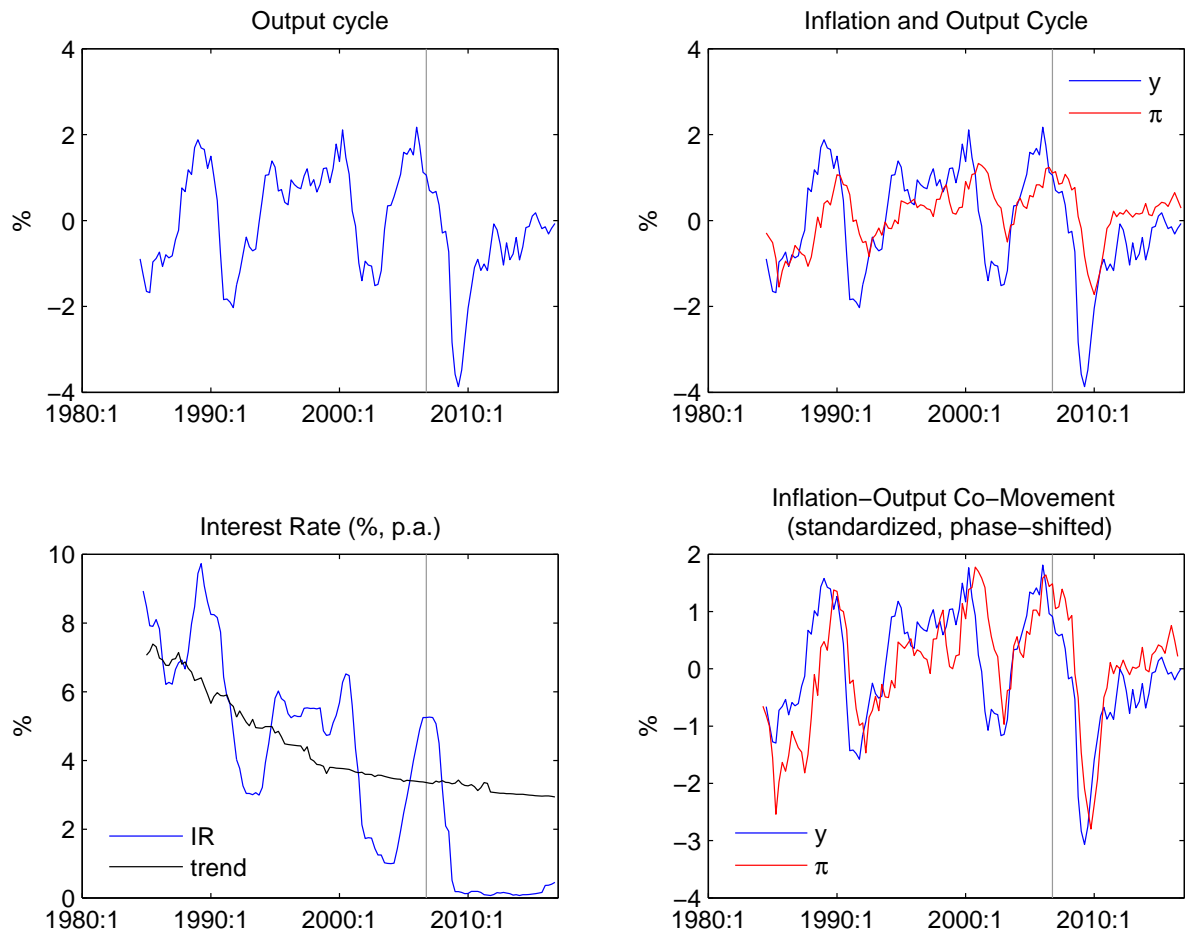 Output cycle
4
2
0
−2
−4
%
1980:1 1990:1 2000:1 2010:1
Inflation and Output Cycle
4
2
0
−2
−4
%
y
π
1980:1 1990:1 2000:1 2010:1
Interest Rate (%, p.a.)
10
8
6
4
2
0
%
IR
trend
1980:1 1990:1 2000:1 2010:1
Inflation−Output Co−Movement
(standardized, phase−shifted)
2
1
0
−1
−2
−3
−4
%
y
π
1980:1 1990:1 2000:1 2010:1